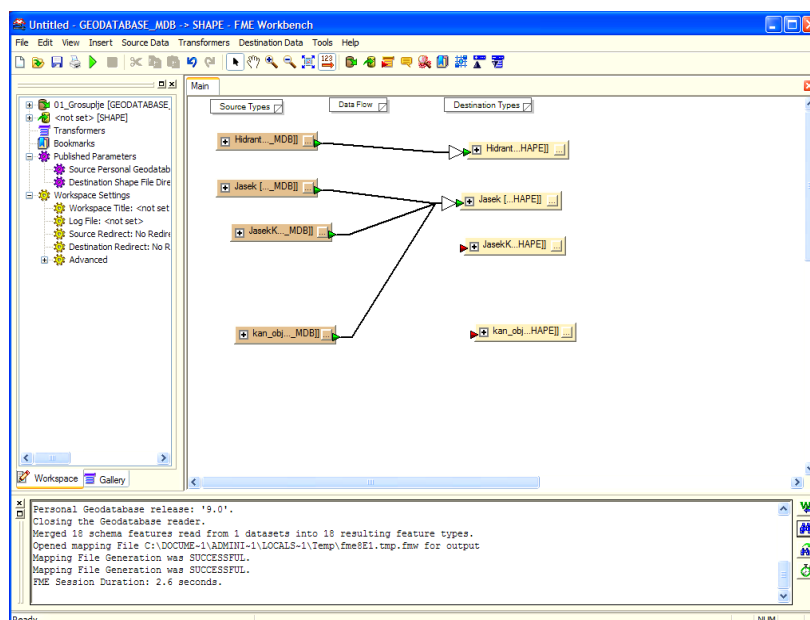 Untitled - GEODATABASE_MDB -> SHAPE - FME Workbench
File Edit View Insert Source Data Transformers Destination Data Tools Help
Main
01_Grosuplje [GEODATABASE_
<not set> [SHAPE]
Transformers
Bookmarks
Published Parameters
Source Personal Geodatab
Destination Shape File Dire
Workspace Settings
Workspace Title: <not set
Log File: <not set>
Source Redirect: No Redire
Destination Redirect: No R
Advanced
Workspace Gallery
Source Types Data Flow Destination Types
Hidrant..._MDB]] ... Hidrant...HAPE]] ...
Jasek [..._MDB]] ... Jasek [...HAPE]] ...
JasekK..._MDB]] ... JasekK...HAPE]] ...
kan_obj..._MDB]] ... kan_obj...HAPE]] ...
Personal Geodatabase release: '9.0'.
Closing the Geodatabase reader.
Merged 18 schema features read from 1 datasets into 18 resulting feature types.
Opened mapping File C:\DOCUME~1\ADMINI~1\LOCALS~1\Temp\fme8E1.tmp.fmw for output
Mapping File Generation was SUCCESSFUL.
Mapping File Generation was SUCCESSFUL.
FME Session Duration: 2.6 seconds.
Ready NUM